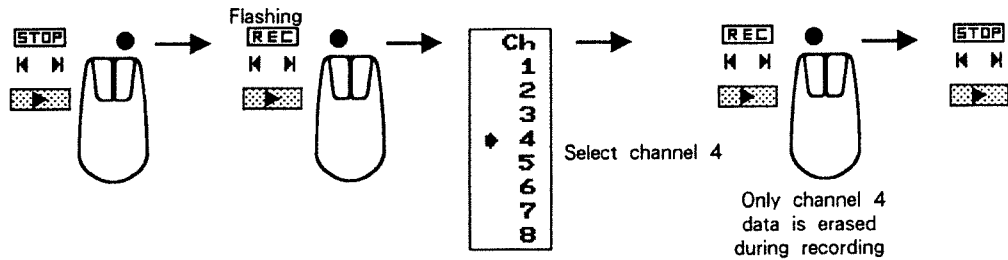 STOP
Flashing
REC
Ch
1
2
3
4
5
6
7
8
Select channel 4
REC
Only channel 4
data is erased
during recording
STOP